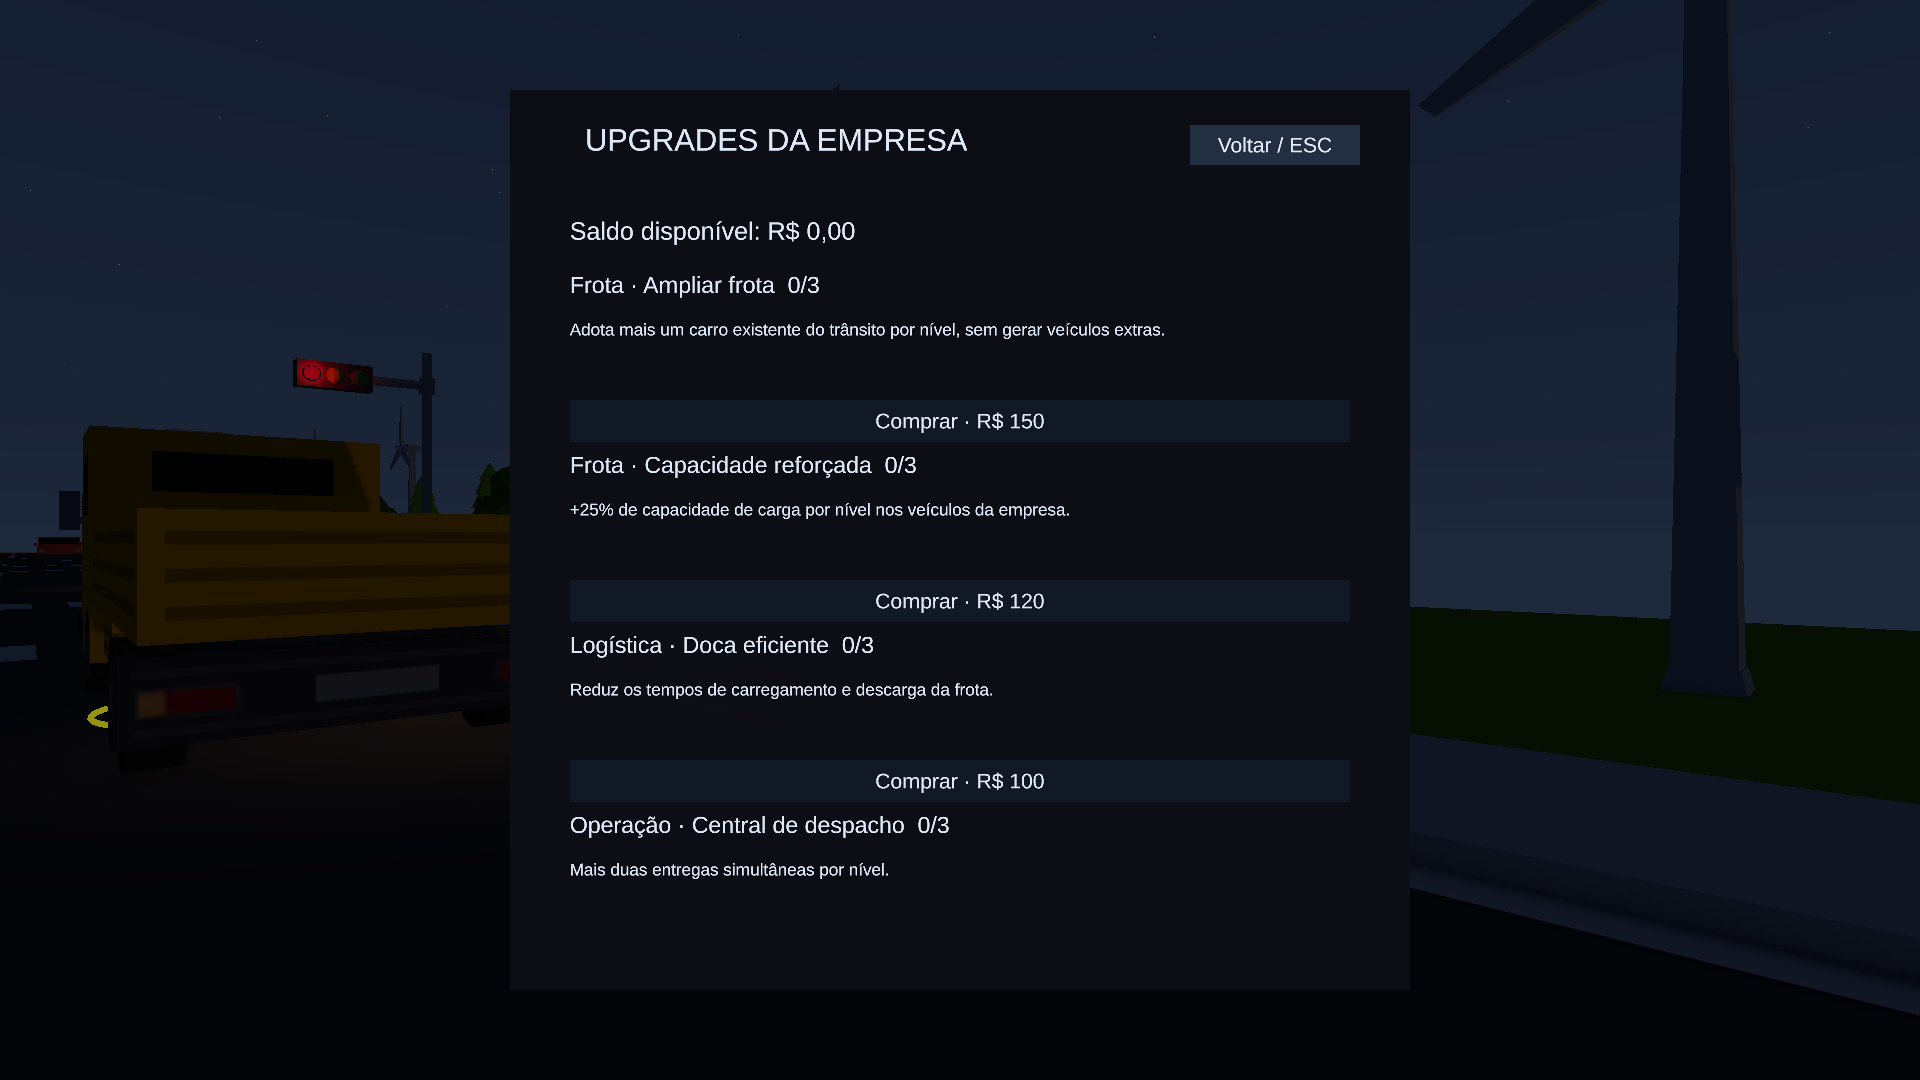 UPGRADES DA EMPRESA
Voltar / ESC
Saldo disponível: R$ 0,00
Frota · Ampliar frota 0/3
Adota mais um carro existente do trânsito por nível, sem gerar veículos extras.
Comprar · R$ 150
Frota · Capacidade reforçada 0/3
+25% de capacidade de carga por nível nos veículos da empresa.
Comprar · R$ 120
Logística · Doca eficiente 0/3
Reduz os tempos de carregamento e descarga da frota.
Comprar · R$ 100
Operação · Central de despacho 0/3
Mais duas entregas simultâneas por nível.